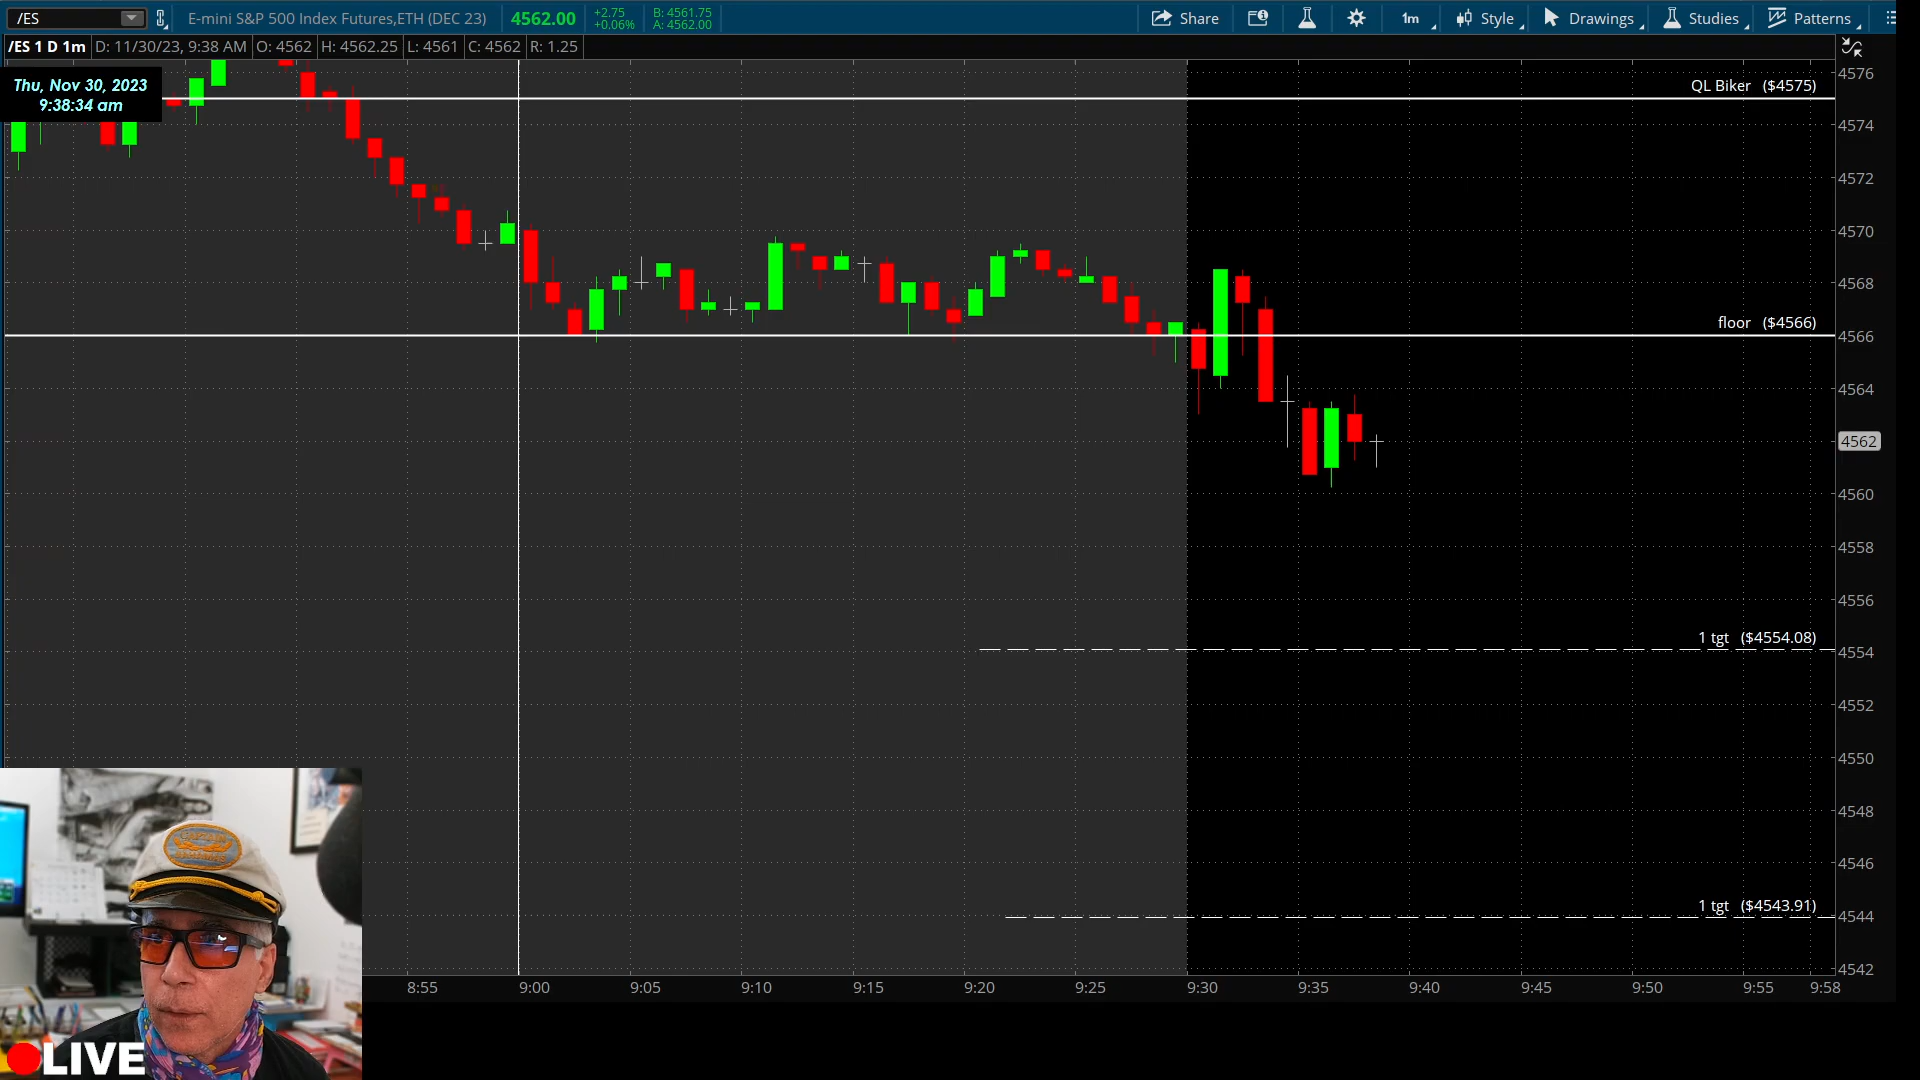 /ES
E-mini S&P 500 Index Futures,ETH (DEC 23)
4562.00
+2.75
+0.06%
B: 4561.75
A: 4562.00
Share
1m
Style
Drawings
Studies
Patterns
/ES 1 D 1m
D: 11/30/23, 9:38 AM
O: 4562
H: 4562.25
L: 4561
C: 4562
R: 1.25
Thu, Nov 30, 2023
9:38:34 am
QL Biker ($4575)
floor ($4566)
1 tgt ($4554.08)
1 tgt ($4543.91)
4576
4574
4572
4570
4568
4566
4564
4562
4560
4558
4556
4554
4552
4550
4548
4546
4544
4542
8:55
9:00
9:05
9:10
9:15
9:20
9:25
9:30
9:35
9:40
9:45
9:50
9:55
9:58
CAPTAIN
LIVE